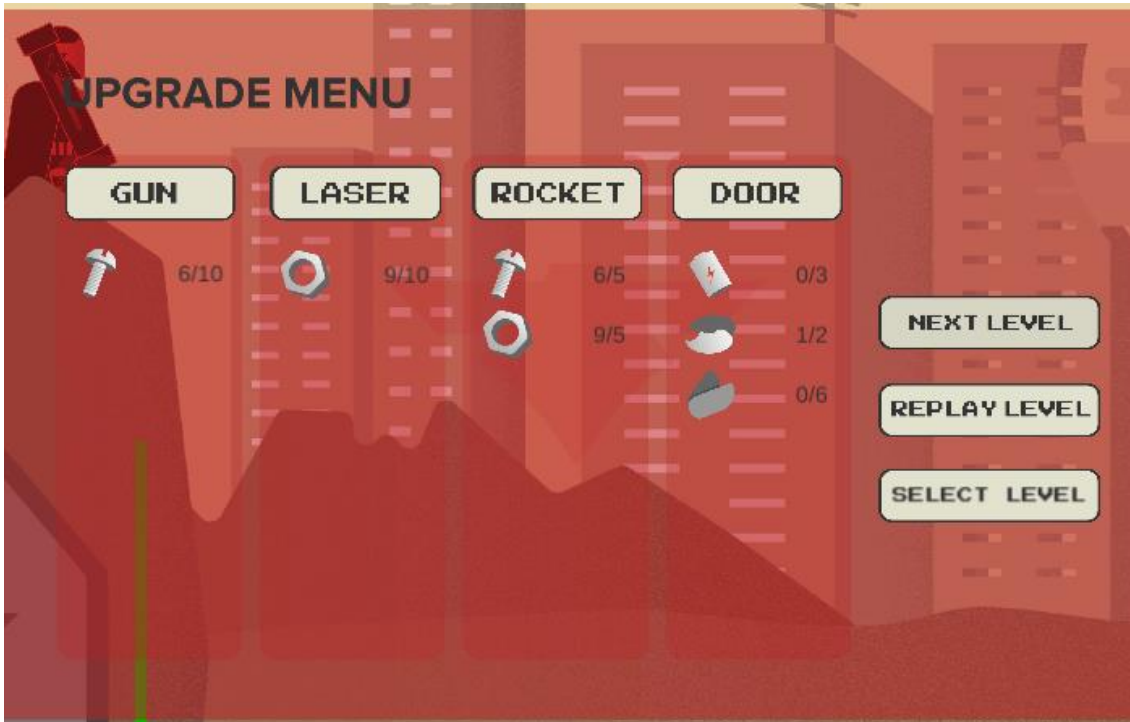 UPGRADE MENU
GUN
LASER
ROCKET
DOOR
6/10
9/10
6/5
0/3
9/5
1/2
0/6
NEXT LEVEL
REPLAY LEVEL
SELECT LEVEL